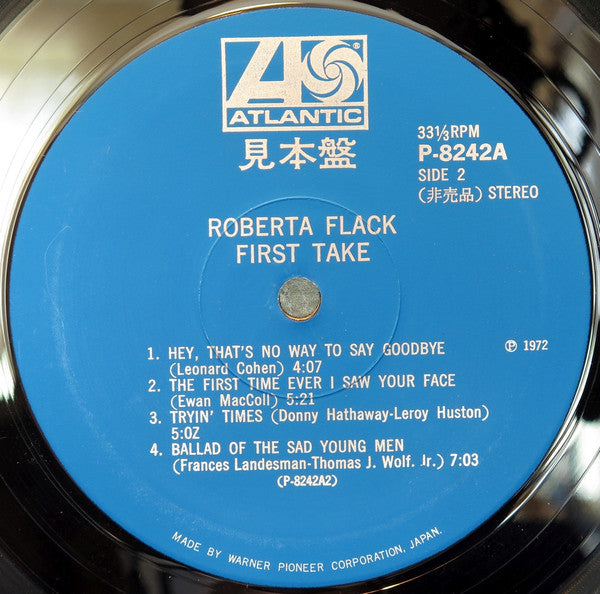 ATLANTIC®
見本盤
33⅓RPM
P-8242A
SIDE 2
(非売品) STEREO
ROBERTA FLACK
FIRST TAKE
1. HEY, THAT'S NO WAY TO SAY GOODBYE
(Leonard Cohen) 4:07
2. THE FIRST TIME EVER I SAW YOUR FACE
(Ewan MacColl) 5:21
3. TRYIN' TIMES (Donny Hathaway-Leroy Huston)
5:0Z
4. BALLAD OF THE SAD YOUNG MEN
(Frances Landesman-Thomas J. Wolf. Jr.) 7:03
(P-8242A2)
℗ 1972
MADE BY WARNER PIONEER CORPORATION, JAPAN.